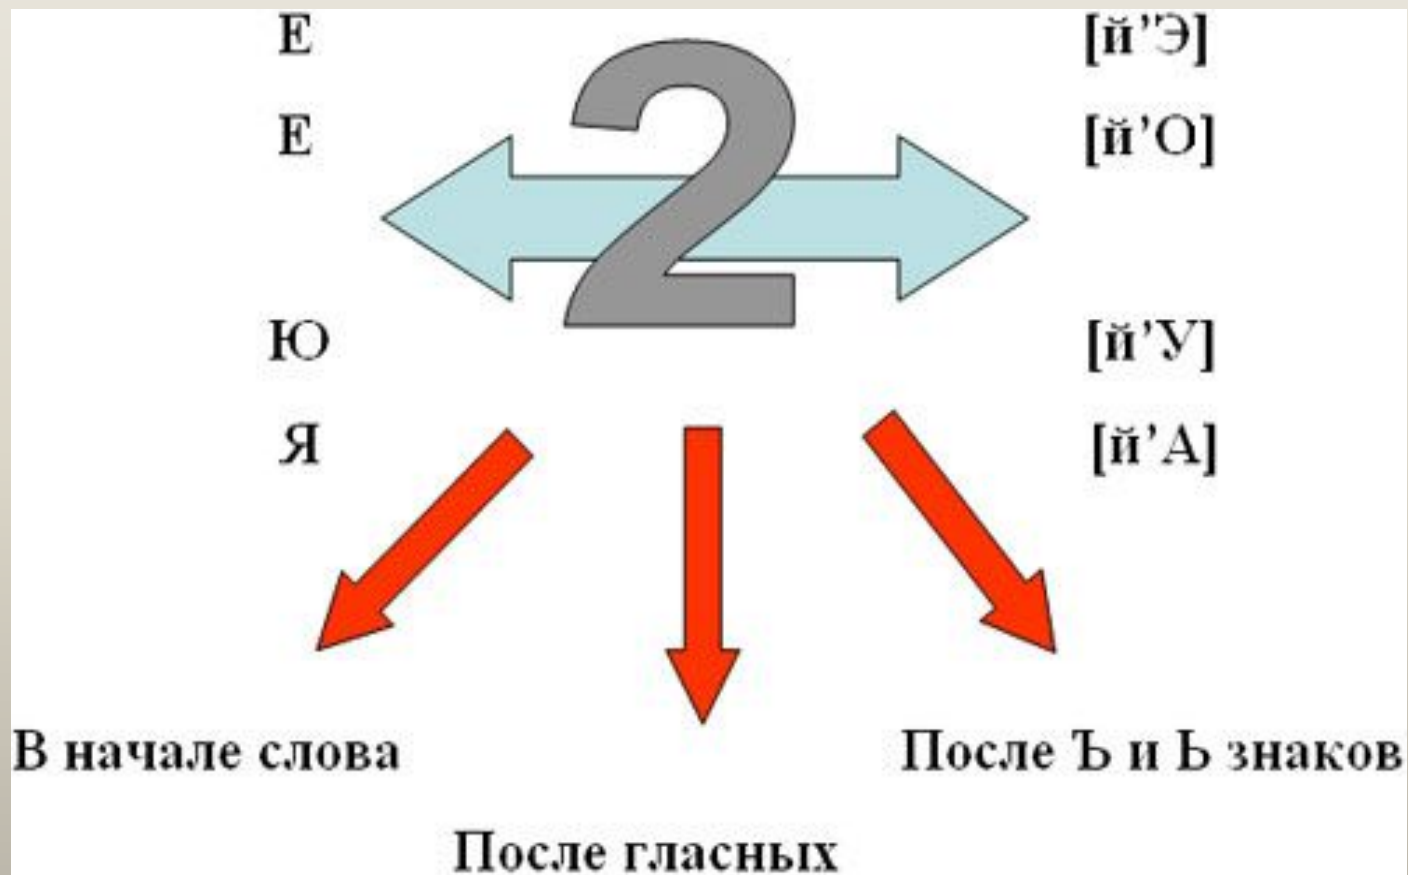 Е [й’Э]
Е [й’О]
2
Ю [й’У]
Я [й’А]
В начале слова
После Ъ и Ь знаков
После гласных